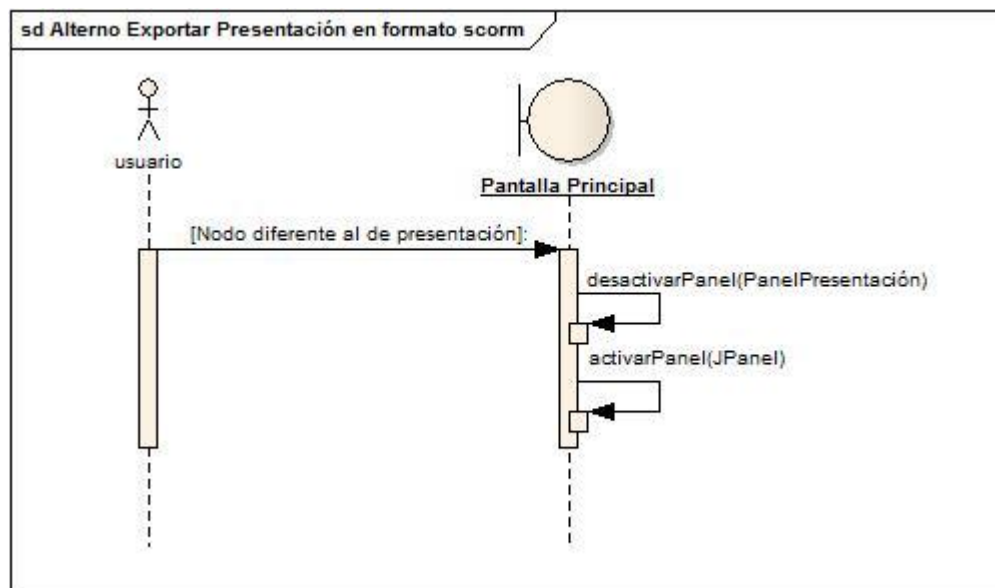 sd Alterno Exportar Presentación en formato scorm
usuario
Pantalla Principal
[Nodo diferente al de presentación]:
desactivarPanel(PanelPresentación)
activarPanel(JPanel)